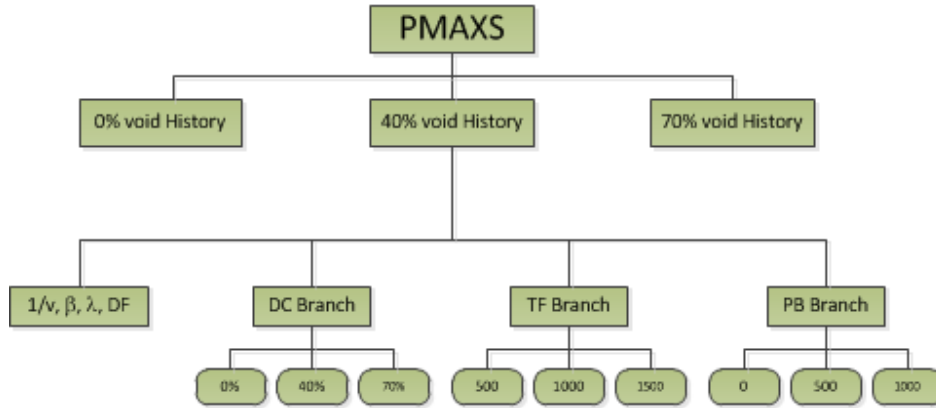 PMAXS
0% void History
40% void History
70% void History
1/v, β, λ, DF
DC Branch
TF Branch
PB Branch
0%
40%
70%
500
1000
1500
0
500
1000